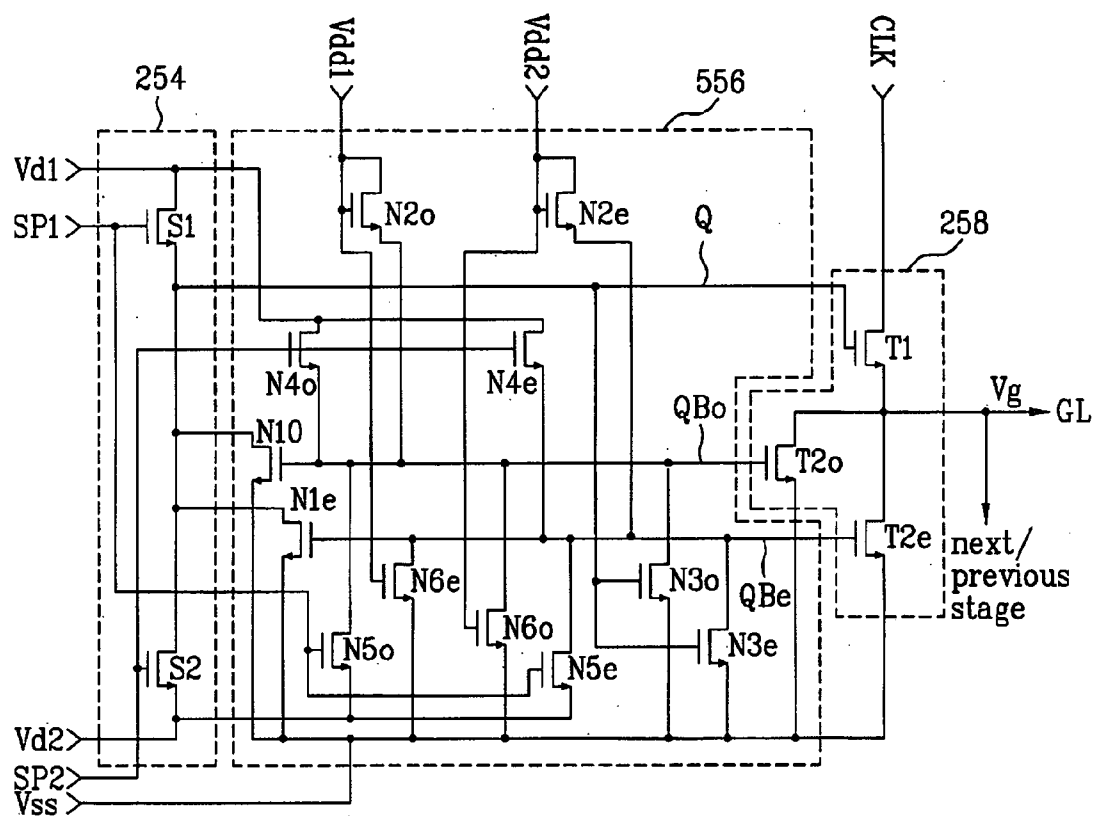 Vdd1
Vdd2
CLK
254
556
Vd1
SP1
S1
N2o
N2e
Q
258
N4o
N4e
T1
Vg
GL
QBo
N10
T2o
N1e
T2e
next/
previous
stage
QBe
N6e
N3o
N6o
N5o
N3e
N5e
S2
Vd2
SP2
Vss